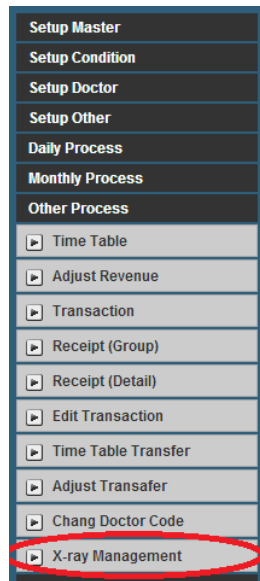 Setup Master
Setup Condition
Setup Doctor
Setup Other
Daily Process
Monthly Process
Other Process
Time Table
Adjust Revenue
Transaction
Receipt (Group)
Receipt (Detail)
Edit Transaction
Time Table Transfer
Adjust Transafer
Chang Doctor Code
X-ray Management